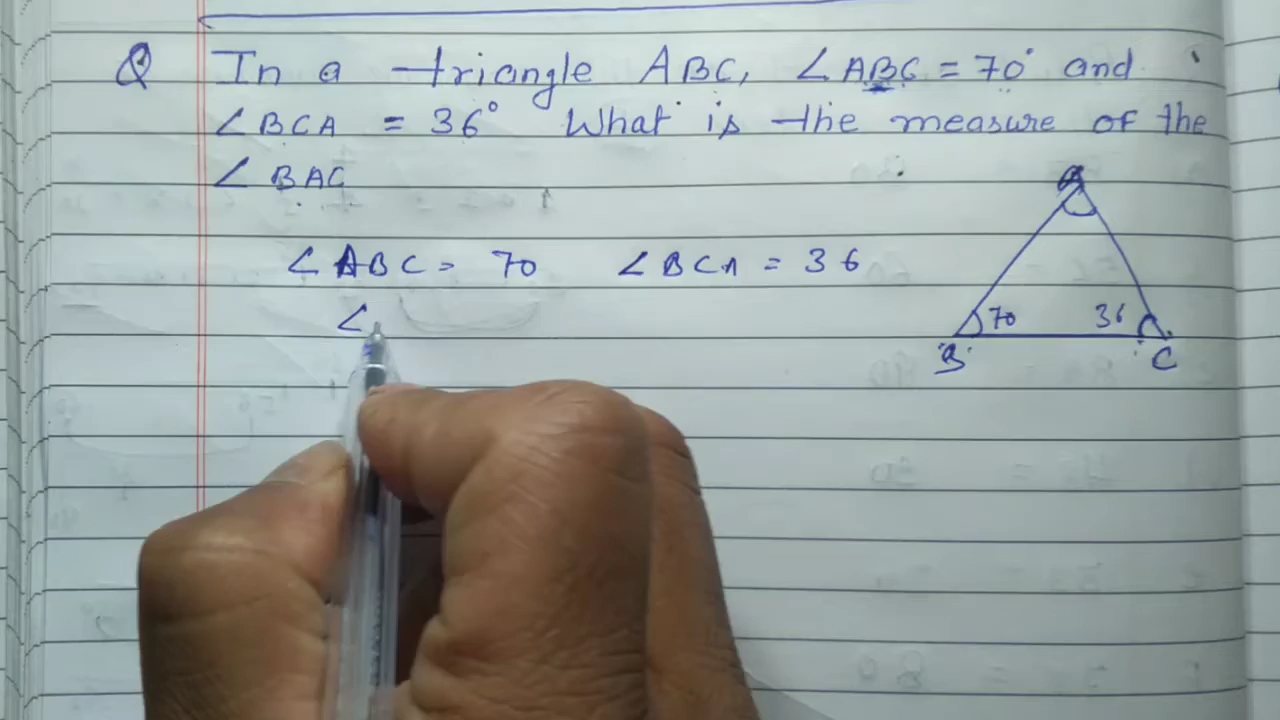 Q In a triangle ABC, ∠ABC = 70° and
∠BCA = 36° What is the measure of the
∠BAC
∠ABC = 70 ∠BCA = 36
∠
A
70 36
B C